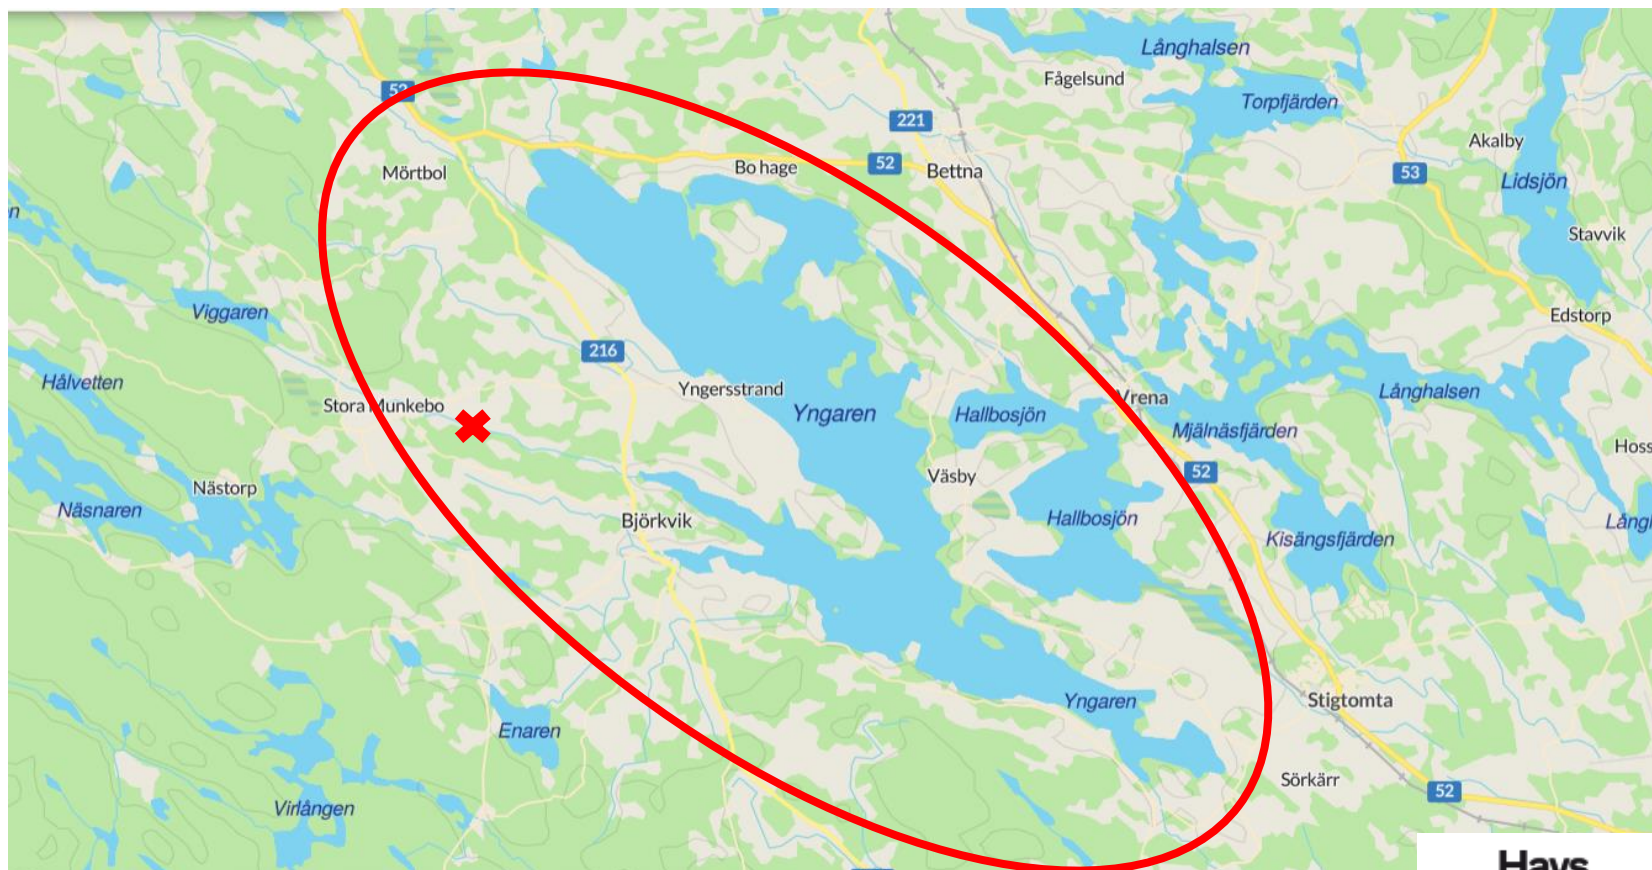 Långhalsen
Fågelsund
52
Torpfjärden
221
Akalby
Mörtbol
Bo hage
52
Bettna
53
Lidsjön
Stavvik
Viggaren
Edstorp
216
Hålvetten
Yngersstrand
Långhalsen
Stora Munkebo
Vrena
Yngaren
Hallbosjön
Mjälnäsfjärden
Hoss
52
Väsby
Nästorp
Näsnaren
Björkvik
Hallbosjön
Kisängsfjärden
Yngaren
Stigtomta
Enaren
Sörkärr
52
Virlången